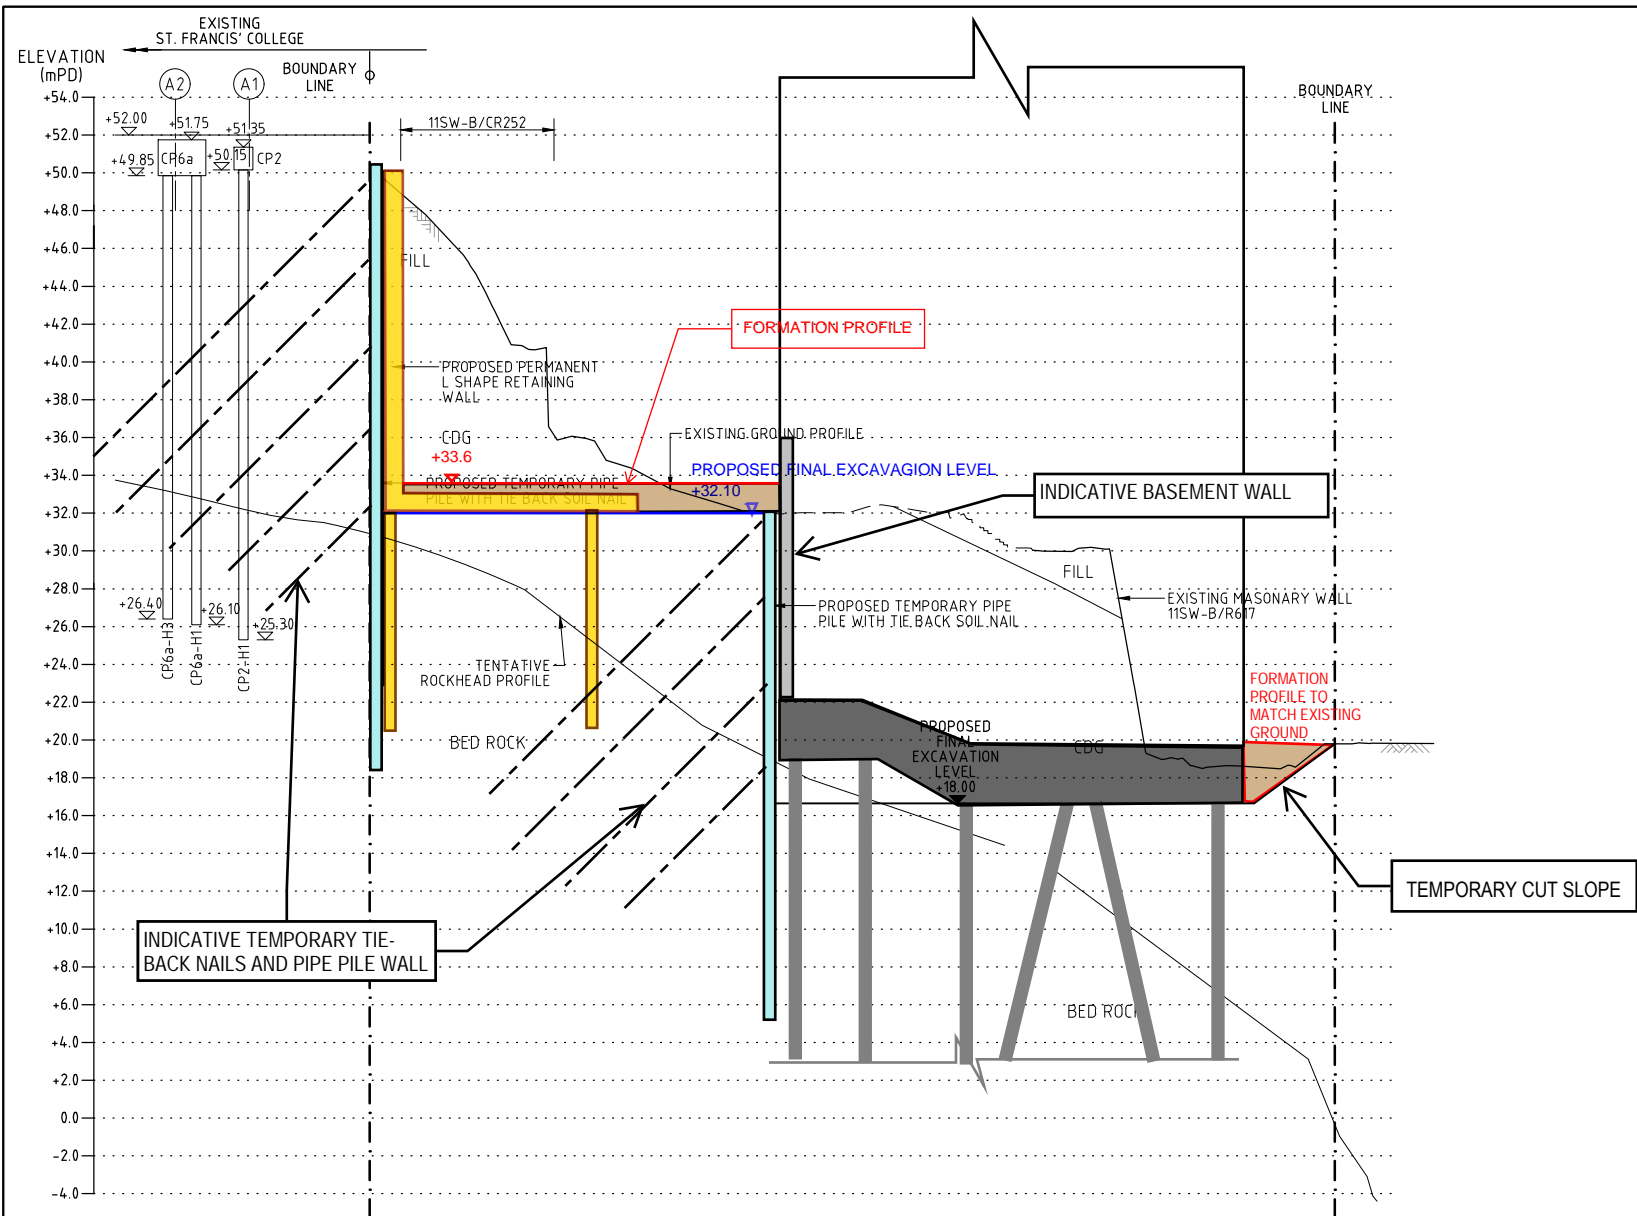 EXISTING
ST. FRANCIS' COLLEGE
ELEVATION
(mPD)
BOUNDARY
LINE
A2
A1
BOUNDARY
LINE
+54.0
+52.0
+50.0
+48.0
+46.0
+44.0
+42.0
+40.0
+38.0
+36.0
+34.0
+32.0
+30.0
+28.0
+26.0
+24.0
+22.0
+20.0
+18.0
+16.0
+14.0
+12.0
+10.0
+8.0
+6.0
+4.0
+2.0
0.0
-2.0
-4.0
+52.00
+51.75
+51.35
+49.85
CP6a
+50.15
CP2
11SW-B/CR252
FILL
FORMATION PROFILE
PROPOSED PERMANENT
L SHAPE RETAINING
WALL
CDG
+33.6
EXISTING GROUND PROFILE
PROPOSED FINAL EXCAVAGION LEVEL
+32.10
PROPOSED TEMPORARY PIPE
PILE WITH TIE BACK SOIL NAIL
INDICATIVE BASEMENT WALL
FILL
EXISTING MASONARY WALL
11SW-B/R617
PROPOSED TEMPORARY PIPE
PILE WITH TIE BACK SOIL NAIL
+26.40
+26.10
+25.30
CP6a-H3
CP6a-H1
CP2-H1
TENTATIVE
ROCKHEAD PROFILE
BED ROCK
PROPOSED
FINAL
EXCAVATION
LEVEL
+18.00
CDG
FORMATION
PROFILE TO
MATCH EXISTING
GROUND
TEMPORARY CUT SLOPE
INDICATIVE TEMPORARY TIE-
BACK NAILS AND PIPE PILE WALL
BED ROCK